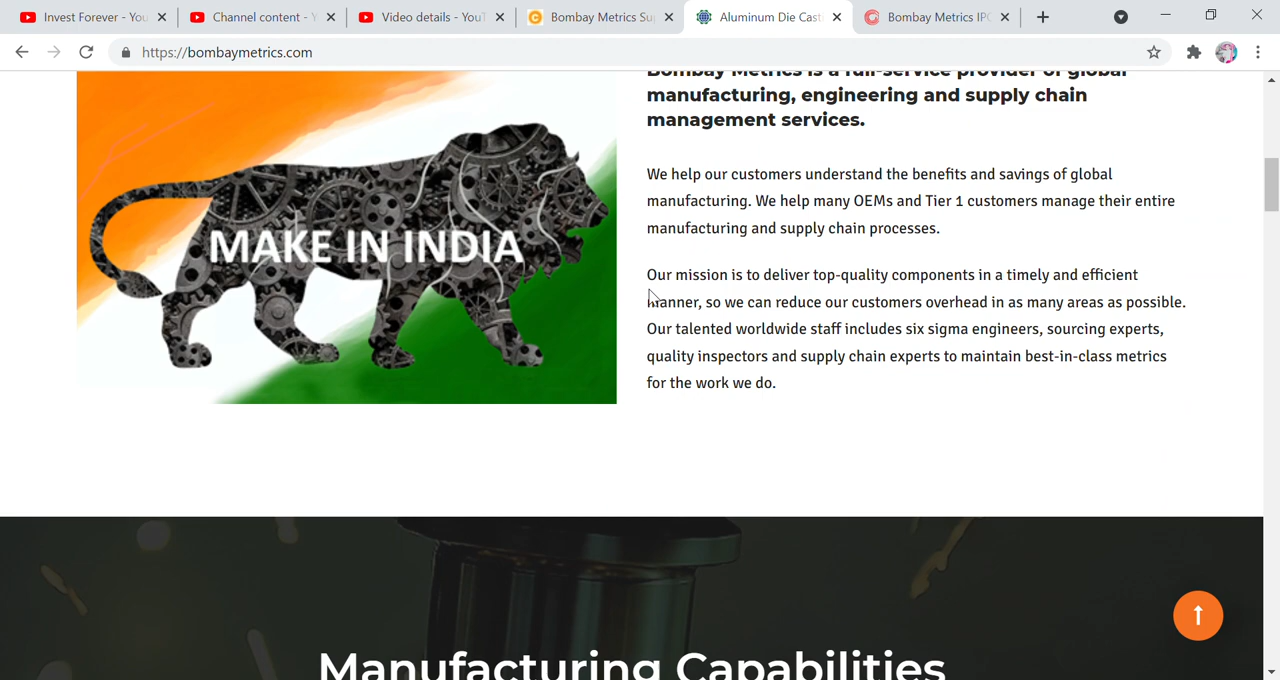 Invest Forever - You
Channel content - Y
Video details - YouT
Bombay Metrics Su
Aluminum Die Cast
Bombay Metrics IPO
https://bombaymetrics.com
Bombay Metrics is a full-service provider of global
manufacturing, engineering and supply chain
management services.
We help our customers understand the benefits and savings of global
manufacturing. We help many OEMs and Tier 1 customers manage their entire
manufacturing and supply chain processes.
Our mission is to deliver top-quality components in a timely and efficient
manner, so we can reduce our customers overhead in as many areas as possible.
Our talented worldwide staff includes six sigma engineers, sourcing experts,
quality inspectors and supply chain experts to maintain best-in-class metrics
for the work we do.
MAKE IN INDIA
Manufacturing Capabilities